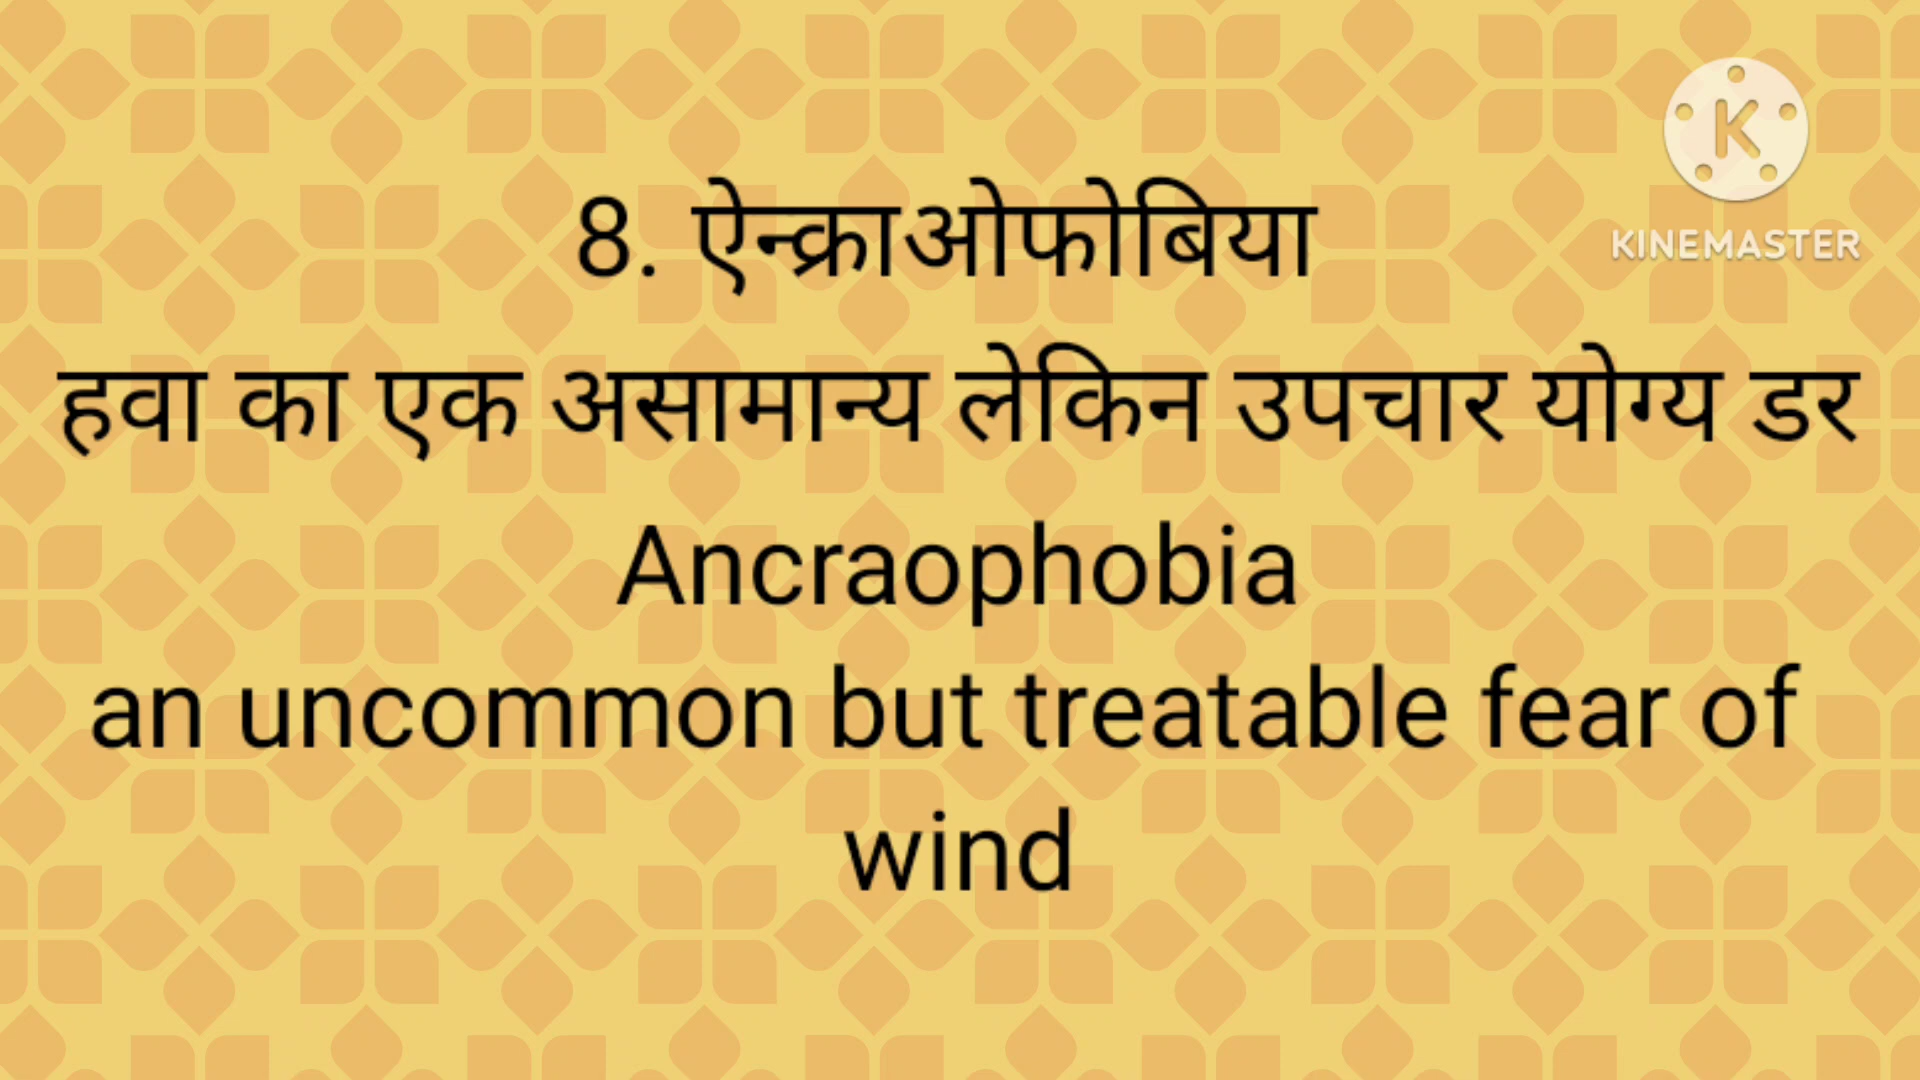 KINEMASTER
8. ऐन्क्राओफोबिया
हवा का एक असामान्य लेकिन उपचार योग्य डर
Ancraophobia
an uncommon but treatable fear of
wind